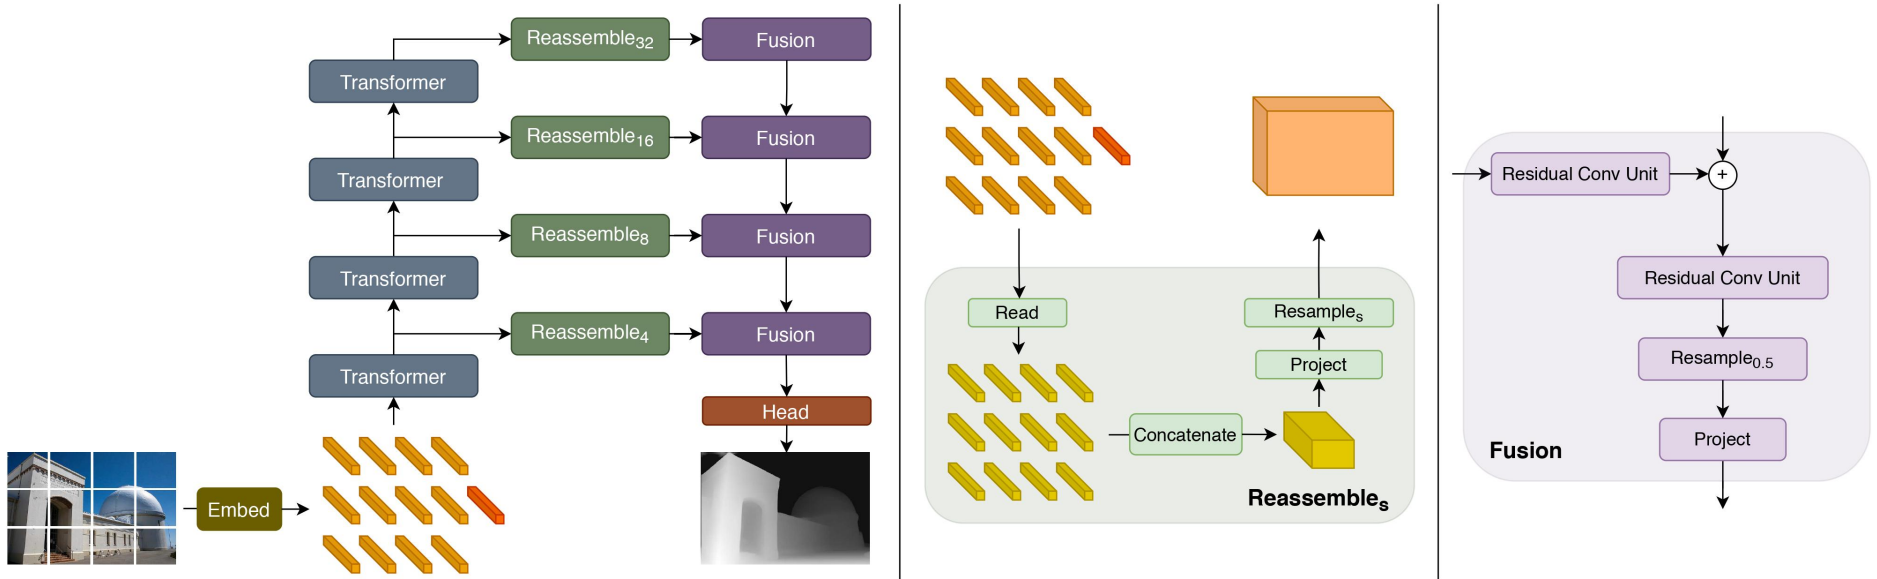 Reassemble32
Fusion
Transformer
Reassemble16
Fusion
Transformer
Reassemble8
Fusion
Transformer
Reassemble4
Fusion
Transformer
Head
Embed
Read
Resamples
Project
Concatenate
Reassembles
Residual Conv Unit
+
Residual Conv Unit
Resample0.5
Project
Fusion